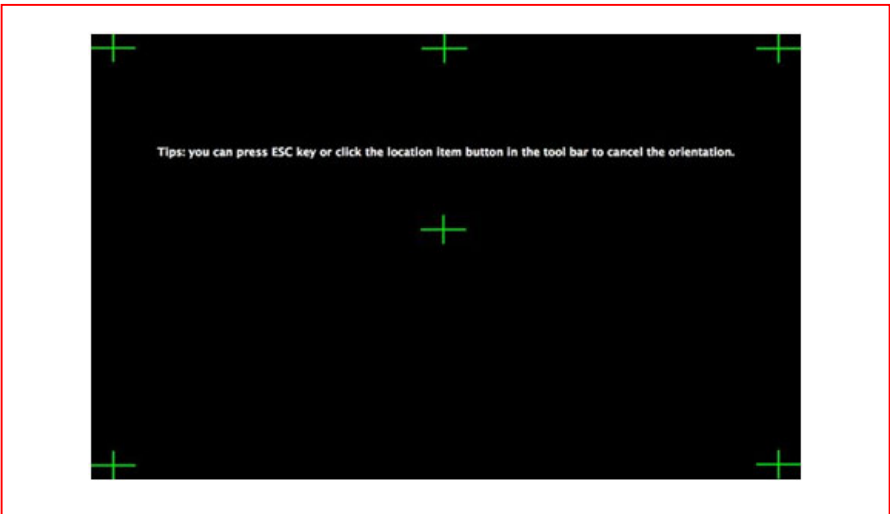 Tips: you can press ESC key or click the location item button in the tool bar to cancel the orientation.